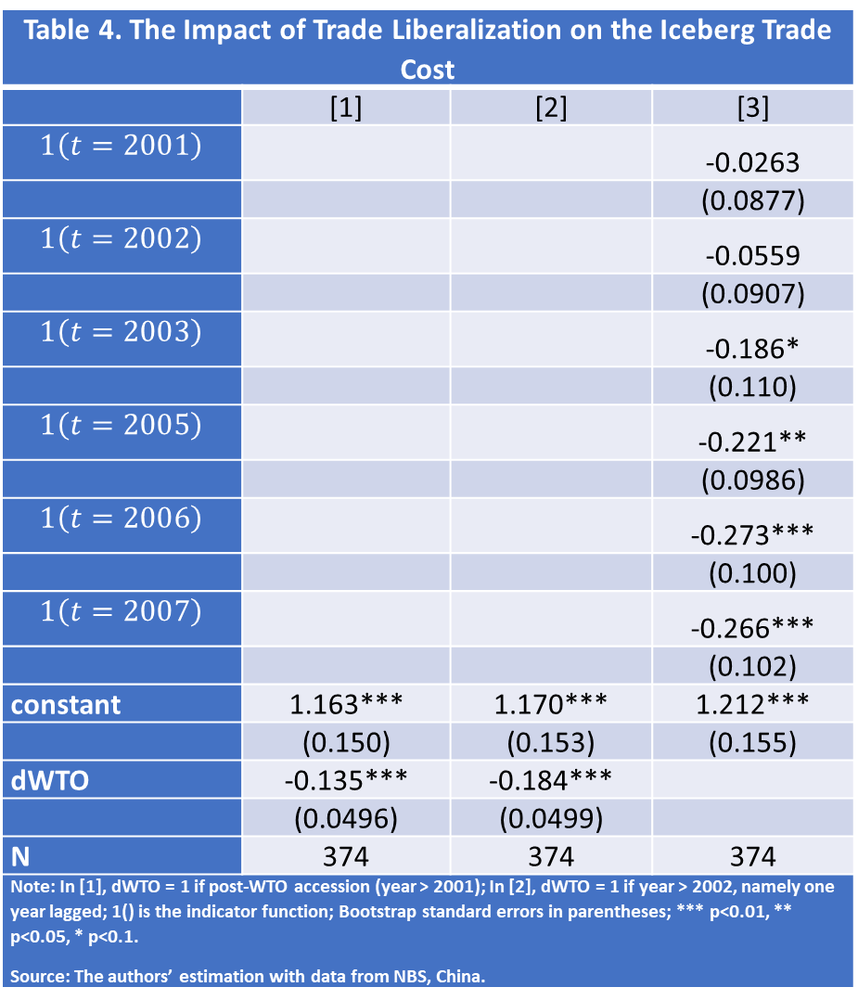 Table 4. The Impact of Trade Liberalization on the Iceberg Trade
Cost
[1] [2] [3]
1(t = 2001) -0.0263
(0.0877)
1(t = 2002) -0.0559
(0.0907)
1(t = 2003) -0.186*
(0.110)
1(t = 2005) -0.221**
(0.0986)
1(t = 2006) -0.273***
(0.100)
1(t = 2007) -0.266***
(0.102)
constant 1.163*** 1.170*** 1.212***
(0.150) (0.153) (0.155)
dWTO -0.135*** -0.184***
(0.0496) (0.0499)
N 374 374 374
Note: In [1], dWTO = 1 if post-WTO accession (year > 2001); In [2], dWTO = 1 if year > 2002, namely one
year lagged; 1() is the indicator function; Bootstrap standard errors in parentheses; *** p<0.01, **
p<0.05, * p<0.1.
Source: The authors’ estimation with data from NBS, China.